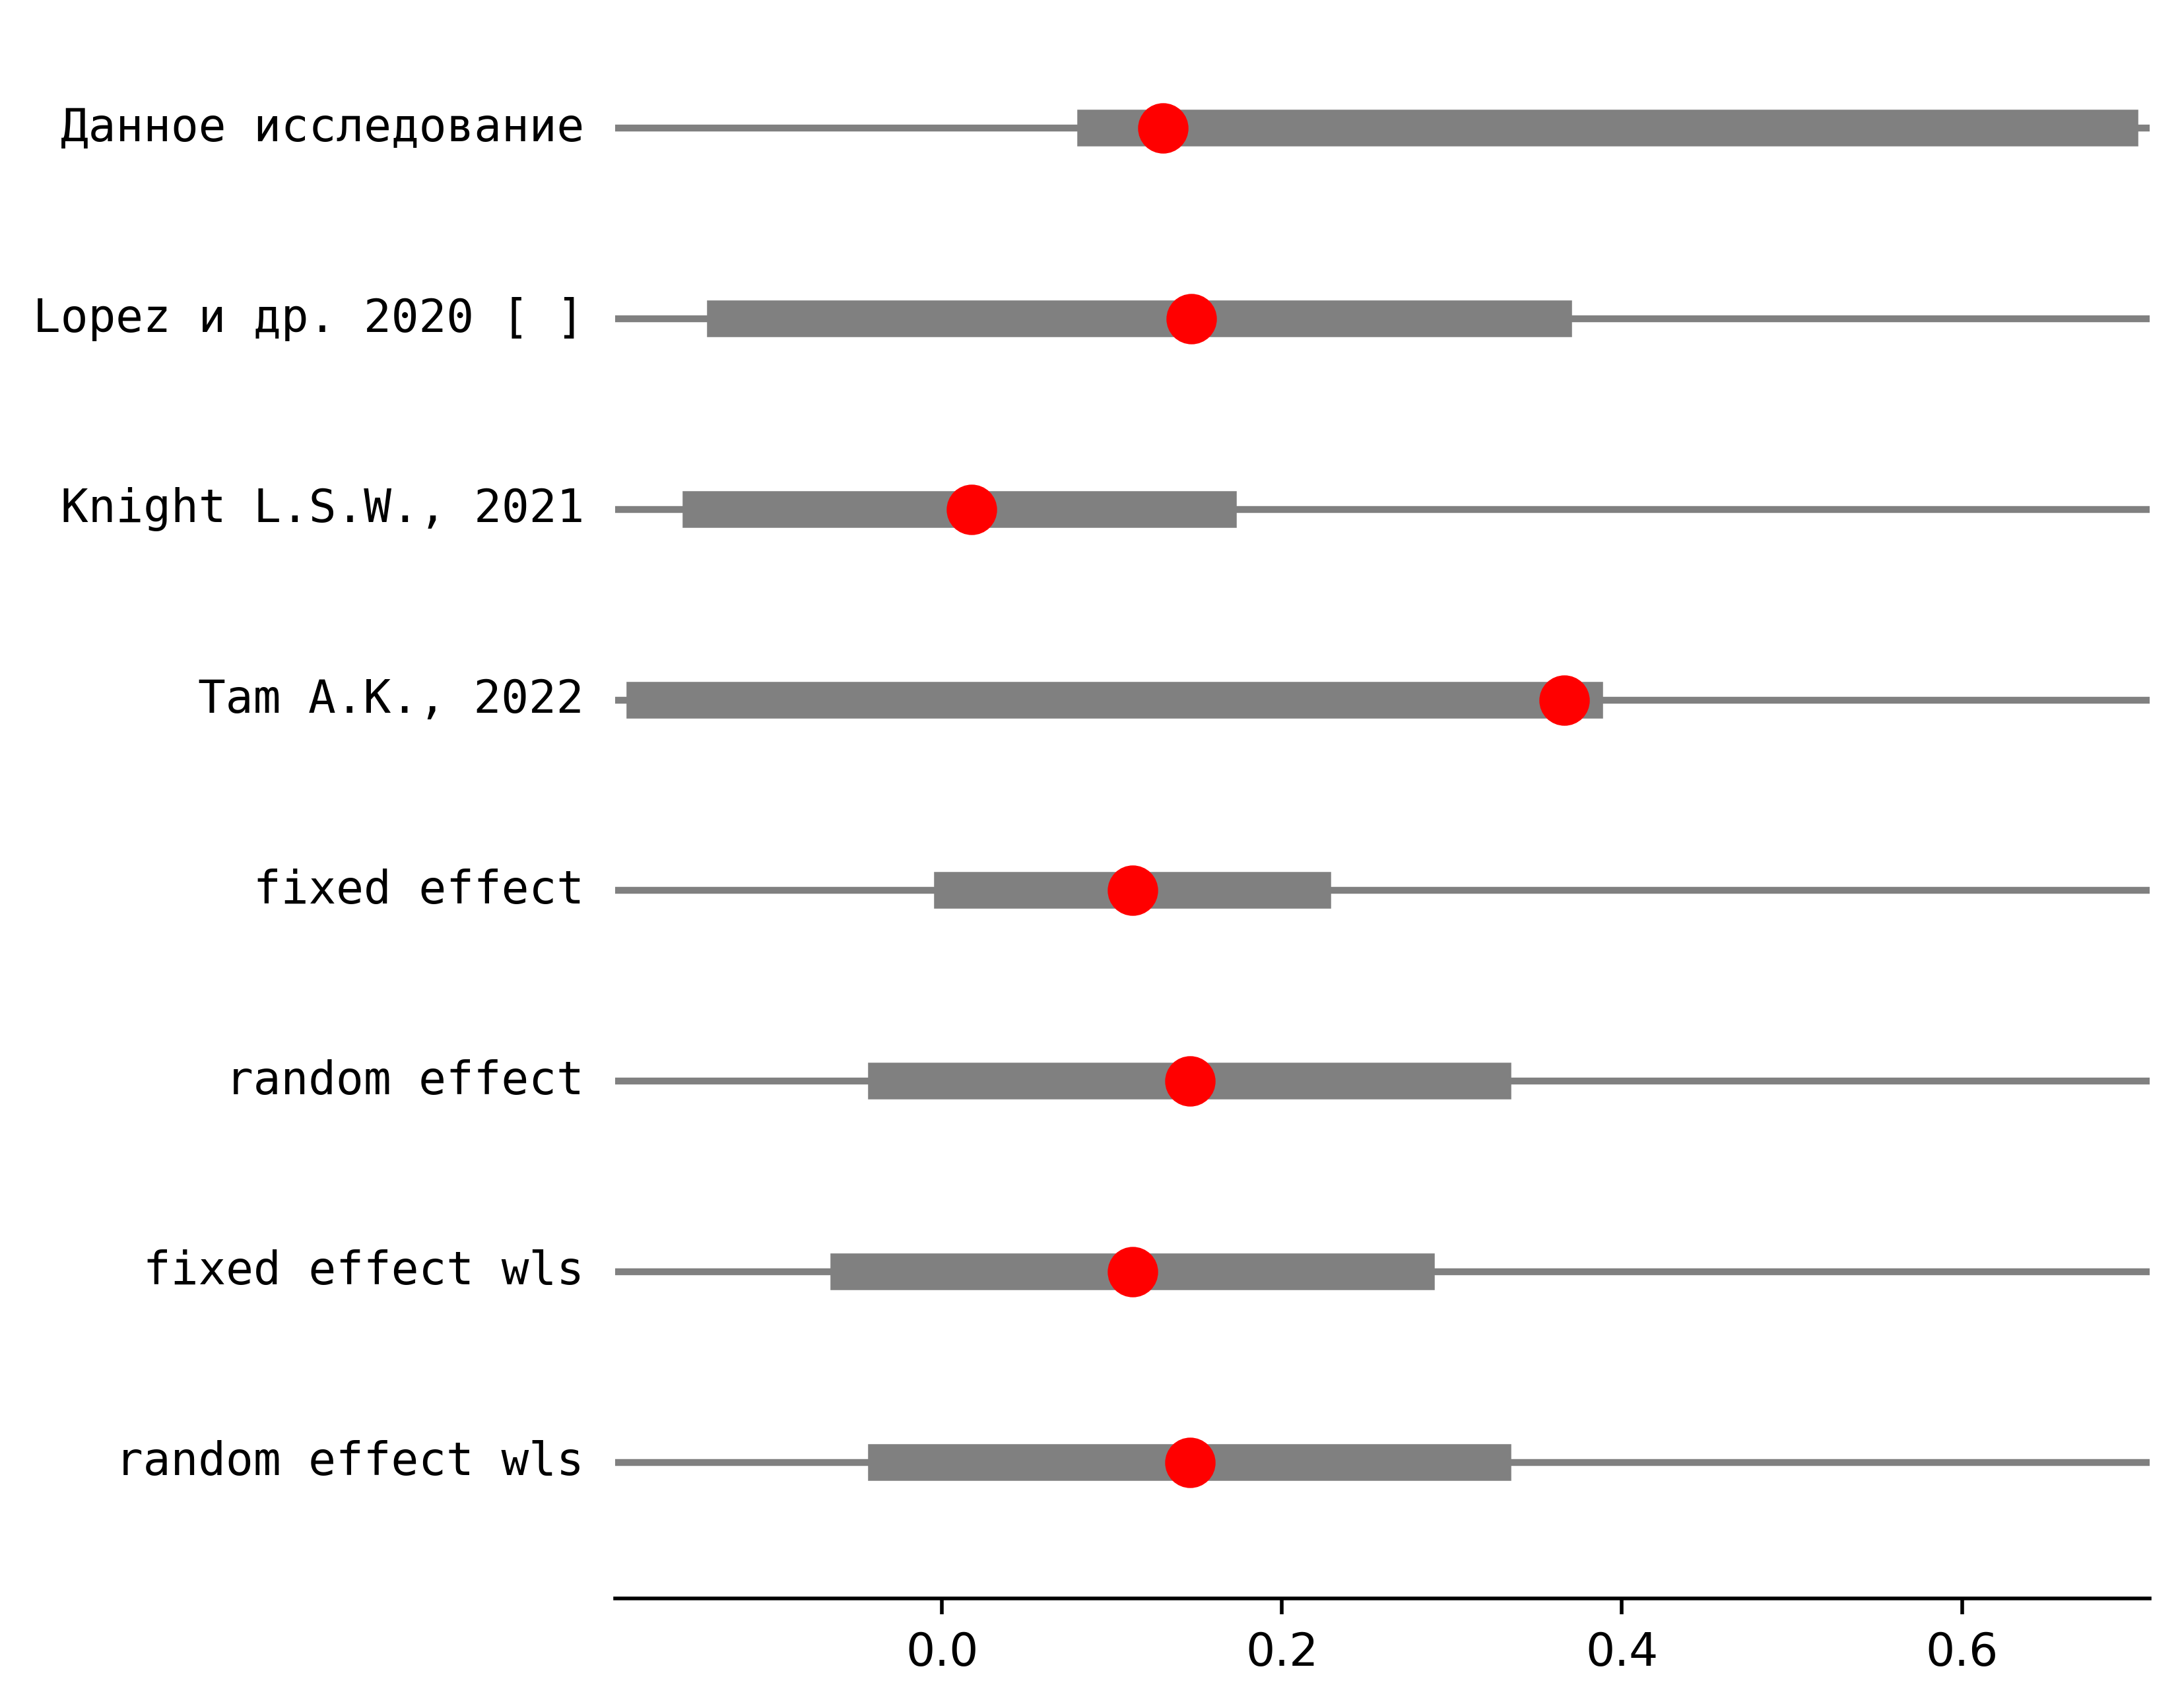 Данное исследование
Lopez и др. 2020 [ ]
Knight L.S.W., 2021
Tam A.K., 2022
fixed effect
random effect
fixed effect wls
random effect wls
0.0 0.2 0.4 0.6